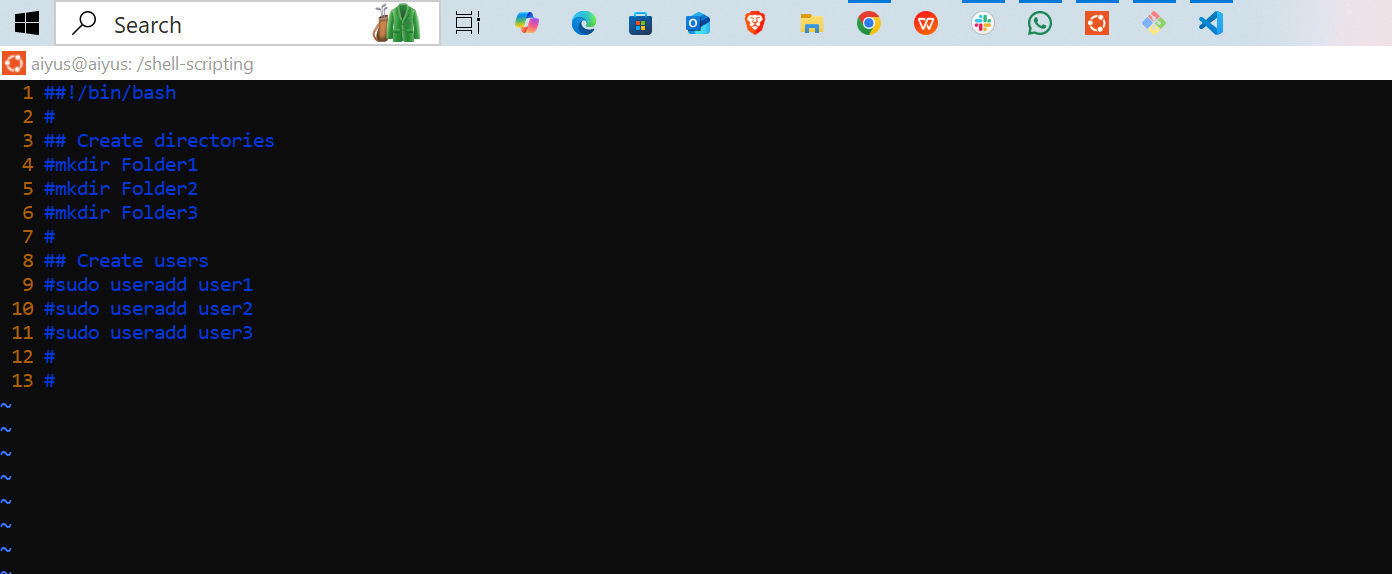 Search
aiyus@aiyus: /shell-scripting
1 ##!/bin/bash
2 #
3 ## Create directories
4 #mkdir Folder1
5 #mkdir Folder2
6 #mkdir Folder3
7 #
8 ## Create users
9 #sudo useradd user1
10 #sudo useradd user2
11 #sudo useradd user3
12 #
13 #
~
~
~
~
~
~
~
~